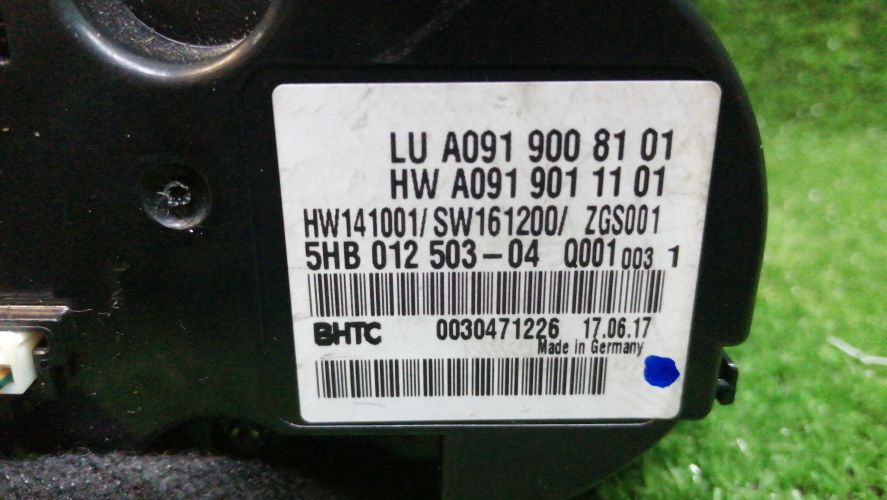 LU A091 900 81 01
HW A091 901 11 01
HW141001/ SW161200/ ZGS001
5HB 012 503-04 Q001 003 1
BHTC 0030471226 17.06.17
Made in Germany